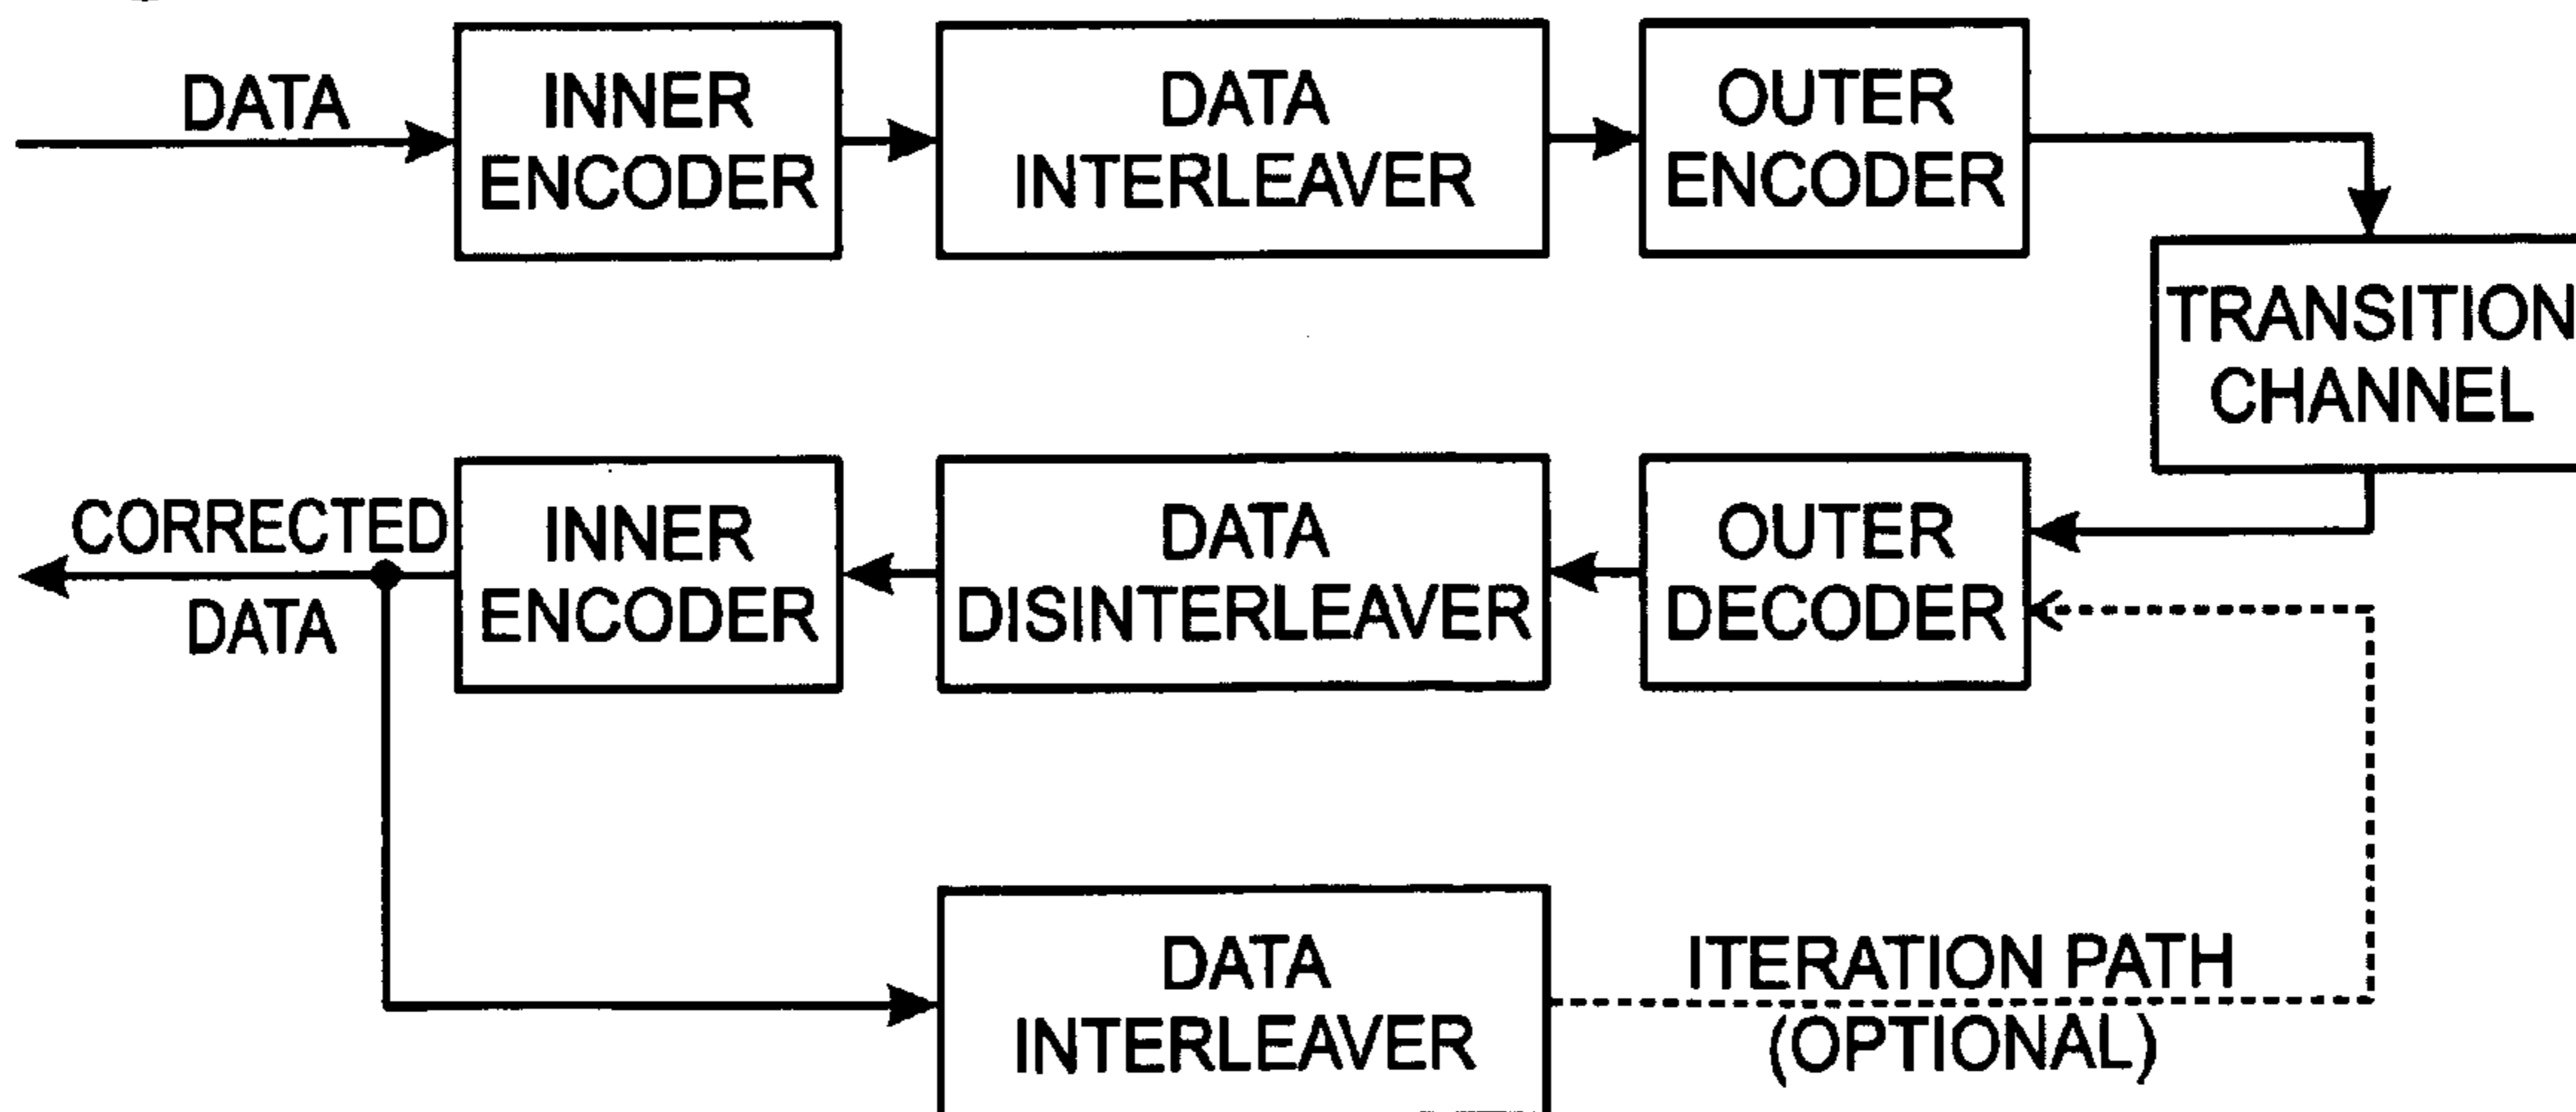 DATA
INNER
ENCODER
DATA
INTERLEAVER
OUTER
ENCODER
TRANSITION
CHANNEL
CORRECTED
DATA
INNER
ENCODER
DATA
DISINTERLEAVER
OUTER
DECODER
DATA
INTERLEAVER
ITERATION PATH
(OPTIONAL)